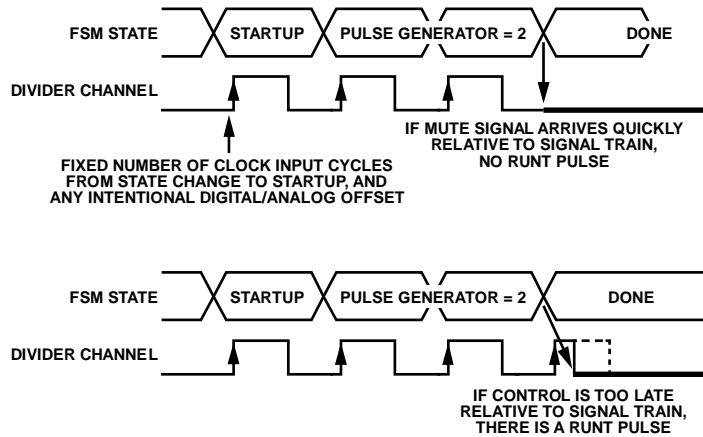 FSM STATE
STARTUP
PULSE GENERATOR = 2
DONE
DIVIDER CHANNEL
IF MUTE SIGNAL ARRIVES QUICKLY
RELATIVE TO SIGNAL TRAIN,
NO RUNT PULSE
FIXED NUMBER OF CLOCK INPUT CYCLES
FROM STATE CHANGE TO STARTUP, AND
ANY INTENTIONAL DIGITAL/ANALOG OFFSET
FSM STATE
STARTUP
PULSE GENERATOR = 2
DONE
DIVIDER CHANNEL
IF CONTROL IS TOO LATE
RELATIVE TO SIGNAL TRAIN,
THERE IS A RUNT PULSE